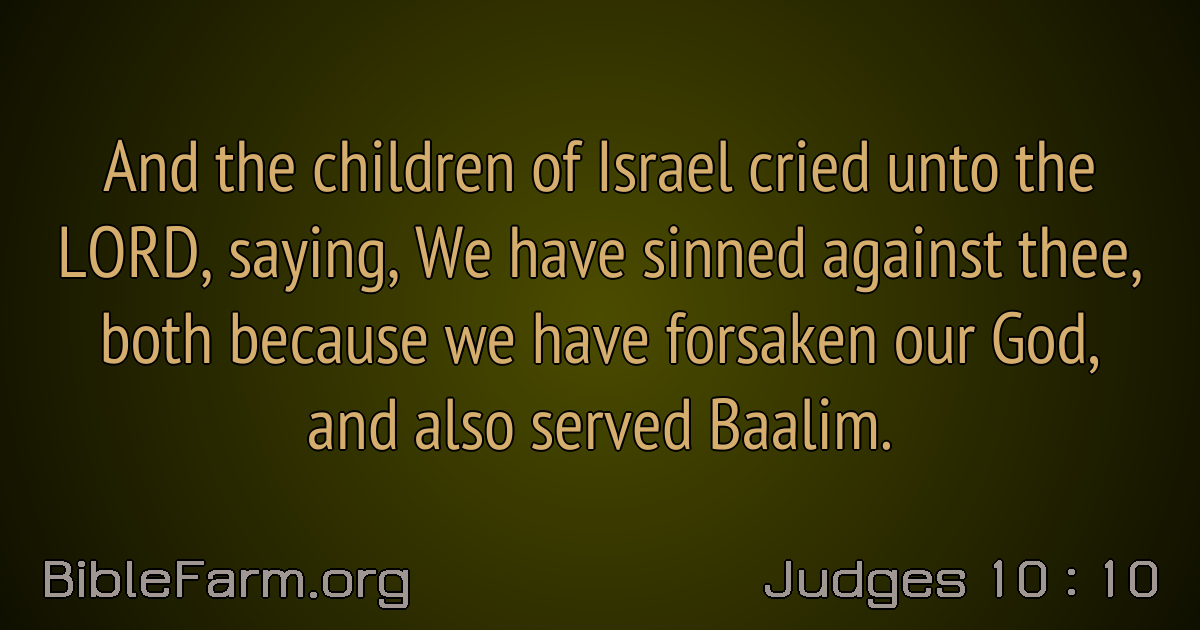 And the children of Israel cried unto the
LORD, saying, We have sinned against thee,
both because we have forsaken our God,
and also served Baalim.
BibleFarm.org
Judges 10 : 10